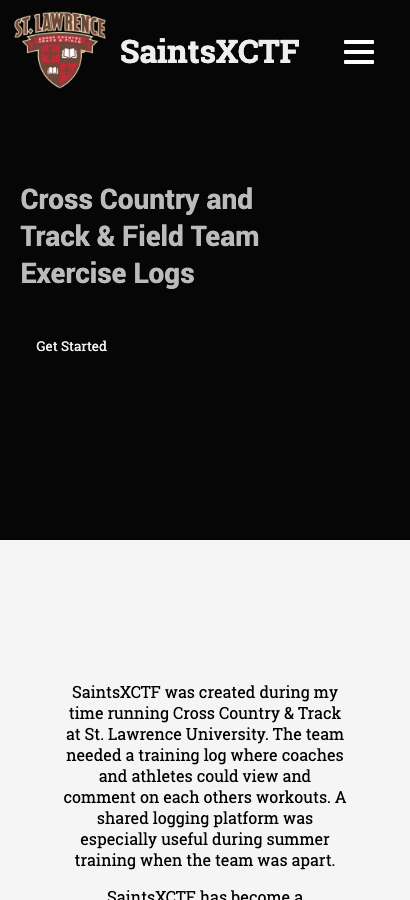 ST. LAWRENCE
SaintsXCTF
Cross Country and
Track & Field Team
Exercise Logs
Get Started
SaintsXCTF was created during my
time running Cross Country & Track
at St. Lawrence University. The team
needed a training log where coaches
and athletes could view and
comment on each others workouts. A
shared logging platform was
especially useful during summer
training when the team was apart.
SaintsXCTF has become a